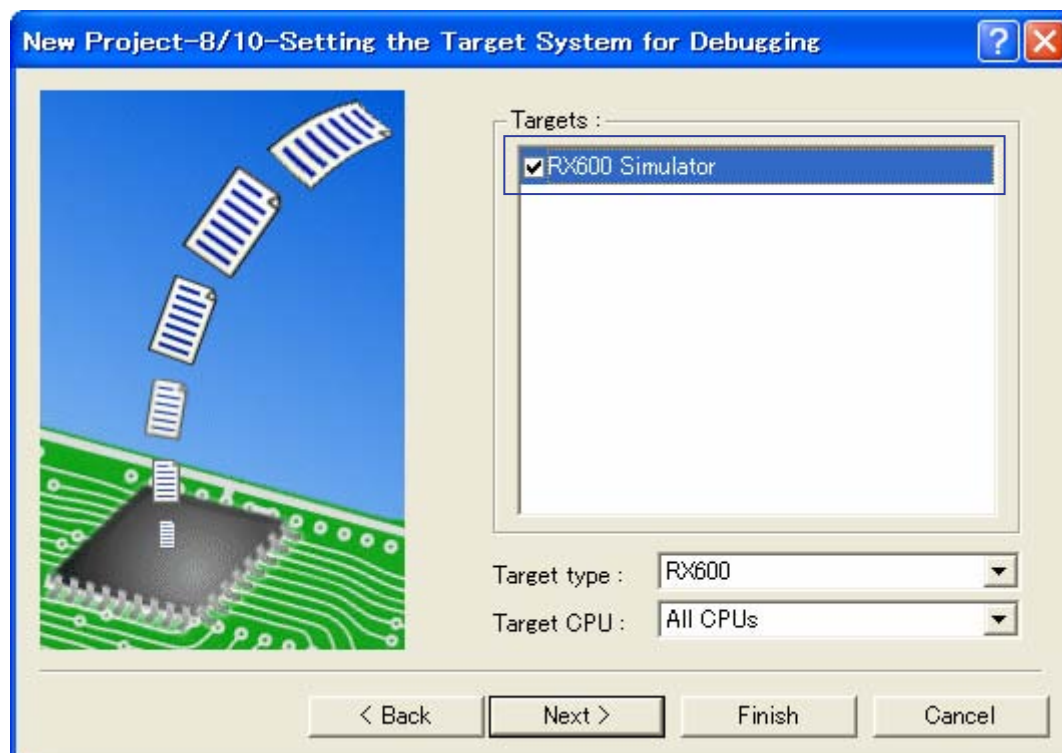 New Project-8/10-Setting the Target System for Debugging
Targets :
RX600 Simulator
Target type : RX600
Target CPU : All CPUs
< Back Next > Finish Cancel